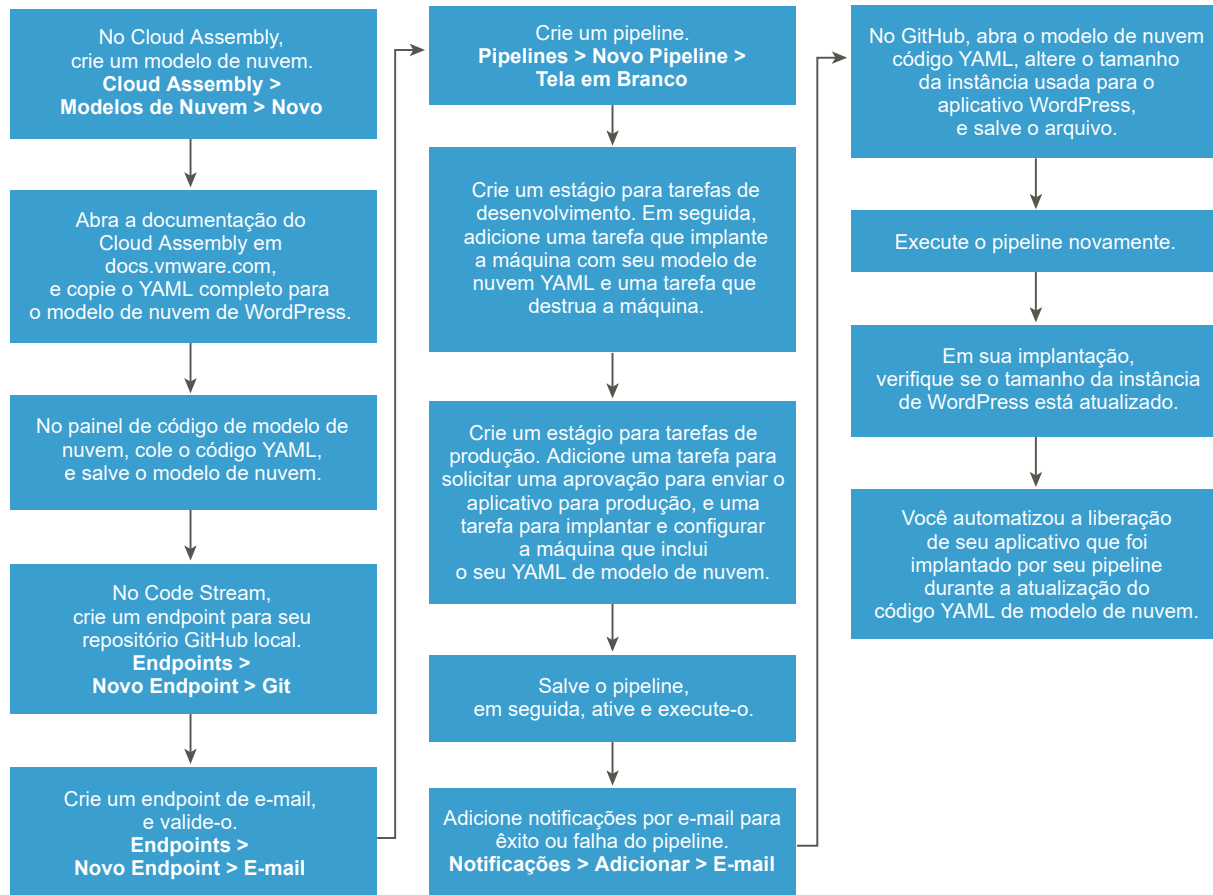 No Cloud Assembly,
crie um modelo de nuvem.
Cloud Assembly >
Modelos de Nuvem > Novo
Abra a documentação do
Cloud Assembly em
docs.vmware.com,
e copie o YAML completo para
o modelo de nuvem de WordPress.
No painel de código de modelo de
nuvem, cole o código YAML,
e salve o modelo de nuvem.
No Code Stream,
crie um endpoint para seu
repositório GitHub local.
Endpoints >
Novo Endpoint > Git
Crie um endpoint de e-mail,
e valide-o.
Endpoints >
Novo Endpoint > E-mail
Crie um pipeline.
Pipelines > Novo Pipeline >
Tela em Branco
Crie um estágio para tarefas de
desenvolvimento. Em seguida,
adicione uma tarefa que implante
a máquina com seu modelo de
nuvem YAML e uma tarefa que
destrua a máquina.
Crie um estágio para tarefas de
produção. Adicione uma tarefa para
solicitar uma aprovação para enviar o
aplicativo para produção, e uma
tarefa para implantar e configurar
a máquina que inclui
o seu YAML de modelo de nuvem.
Salve o pipeline,
em seguida, ative e execute-o.
Adicione notificações por e-mail para
êxito ou falha do pipeline.
Notificações > Adicionar > E-mail
No GitHub, abra o modelo de nuvem
código YAML, altere o tamanho
da instância usada para o
aplicativo WordPress,
e salve o arquivo.
Execute o pipeline novamente.
Em sua implantação,
verifique se o tamanho da instância
de WordPress está atualizado.
Você automatizou a liberação
de seu aplicativo que foi
implantado por seu pipeline
durante a atualização do
código YAML de modelo de nuvem.